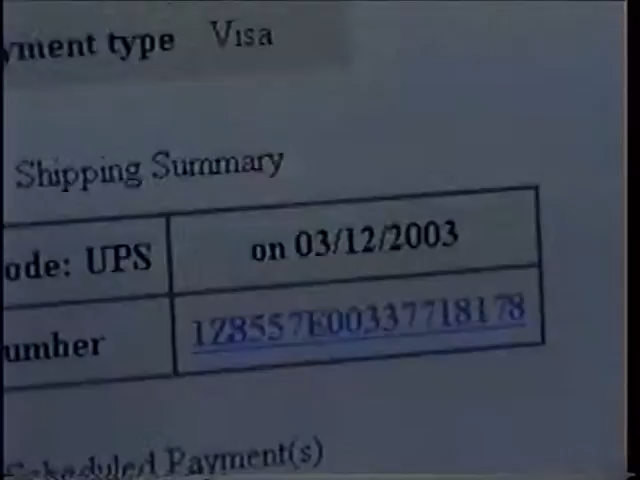 yment type Visa
Shipping Summary
ode: UPS on 03/12/2003
umber 1Z8557E00337718178
Scheduled Payment(s)